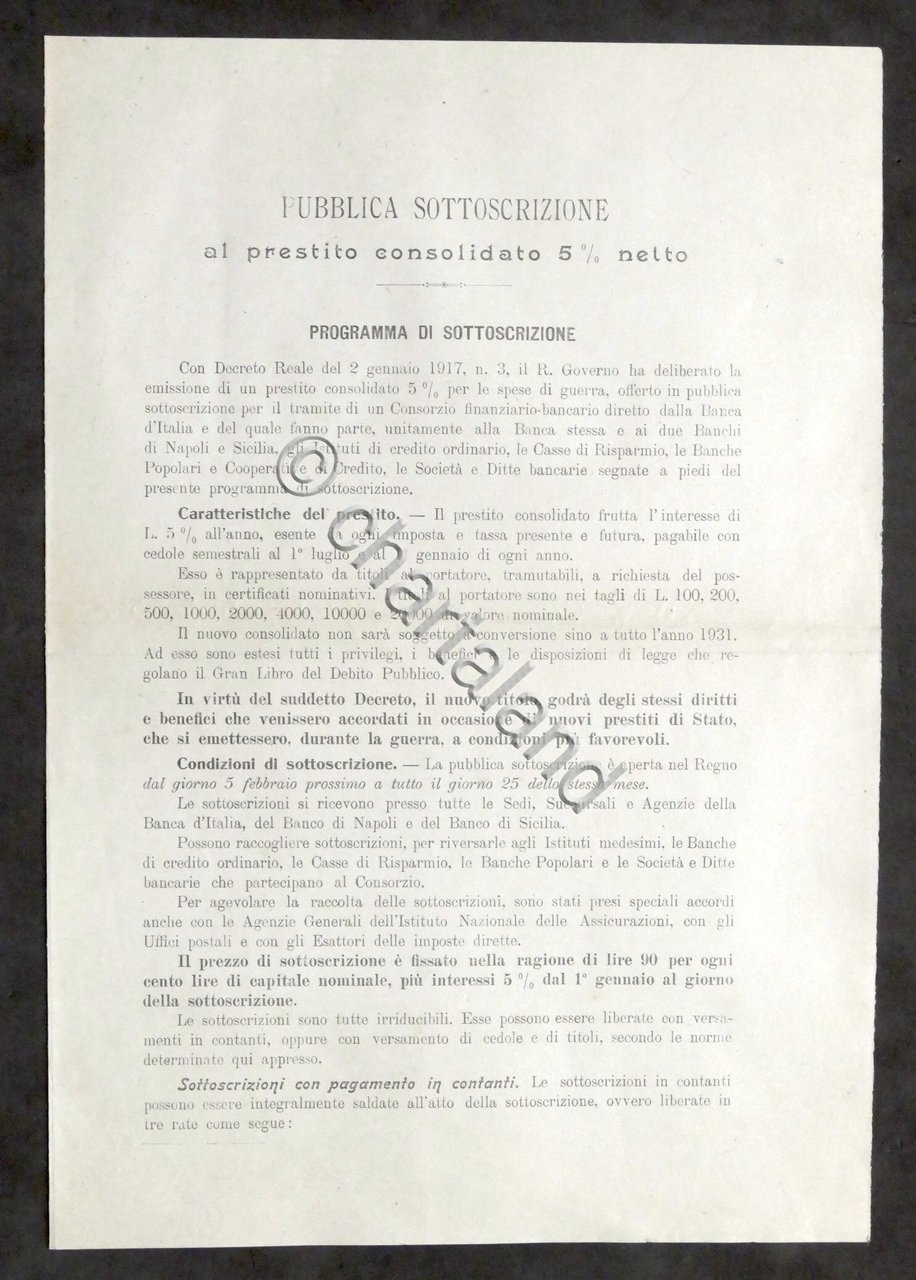 PUBBLICA SOTTOSCRIZIONE
al prestito consolidato 5 % netto
PROGRAMMA DI SOTTOSCRIZIONE
Con Decreto Reale del 2 gennaio 1917, n. 3, il R. Governo ha deliberato la
emissione di un prestito consolidato 5 % per le spese di guerra, offerto in pubblica
sottoscrizione per il tramite di un Consorzio finanziario-bancario diretto dalla Banca
d'Italia e del quale fanno parte, unitamente alla Banca stessa e ai due Banchi
di Napoli e Sicilia, gli Istituti di credito ordinario, le Casse di Risparmio, le Banche
Popolari e Cooperative di Credito, le Società e Ditte bancarie segnate a piedi del
presente programma di sottoscrizione.
Caratteristiche del prestito. — Il prestito consolidato frutta l'interesse di
L. 5 % all'anno, esente da ogni imposta e tassa presente e futura, pagabile con
cedole semestrali al 1° luglio e al 1° gennaio di ogni anno.
Esso è rappresentato da titoli al portatore, tramutabili, a richiesta del pos-
sessore, in certificati nominativi. I titoli al portatore sono nei tagli di L. 100, 200,
500, 1000, 2000, 4000, 10000 e 20000 di valore nominale.
Il nuovo consolidato non sarà soggetto a conversione sino a tutto l'anno 1931.
Ad esso sono estesi tutti i privilegi, i benefici e le disposizioni di legge che re-
golano il Gran Libro del Debito Pubblico.
In virtù del suddetto Decreto, il nuovo titolo godrà degli stessi diritti
e benefici che venissero accordati in occasione di nuovi prestiti di Stato,
che si emettessero, durante la guerra, a condizioni più favorevoli.
Condizioni di sottoscrizione. — La pubblica sottoscrizione è aperta nel Regno
dal giorno 5 febbraio prossimo a tutto il giorno 25 dello stesso mese.
Le sottoscrizioni si ricevono presso tutte le Sedi, Succursali e Agenzie della
Banca d'Italia, del Banco di Napoli e del Banco di Sicilia.
Possono raccogliere sottoscrizioni, per riversarle agli Istituti medesimi, le Banche
di credito ordinario, le Casse di Risparmio, le Banche Popolari e le Società e Ditte
bancarie che partecipano al Consorzio.
Per agevolare la raccolta delle sottoscrizioni, sono stati presi speciali accordi
anche con le Agenzie Generali dell'Istituto Nazionale delle Assicurazioni, con gli
Uffici postali e con gli Esattori delle imposte dirette.
Il prezzo di sottoscrizione è fissato nella ragione di lire 90 per ogni
cento lire di capitale nominale, più interessi 5 % dal 1° gennaio al giorno
della sottoscrizione.
Le sottoscrizioni sono tutte irriducibili. Esse possono essere liberate con versa-
menti in contanti, oppure con versamento di cedole e di titoli, secondo le norme
determinate qui appresso.
Sottoscrizioni con pagamento in contanti. Le sottoscrizioni in contanti
possono essere integralmente saldate all'atto della sottoscrizione, ovvero liberate in
tre rate come segue:
© chartaland